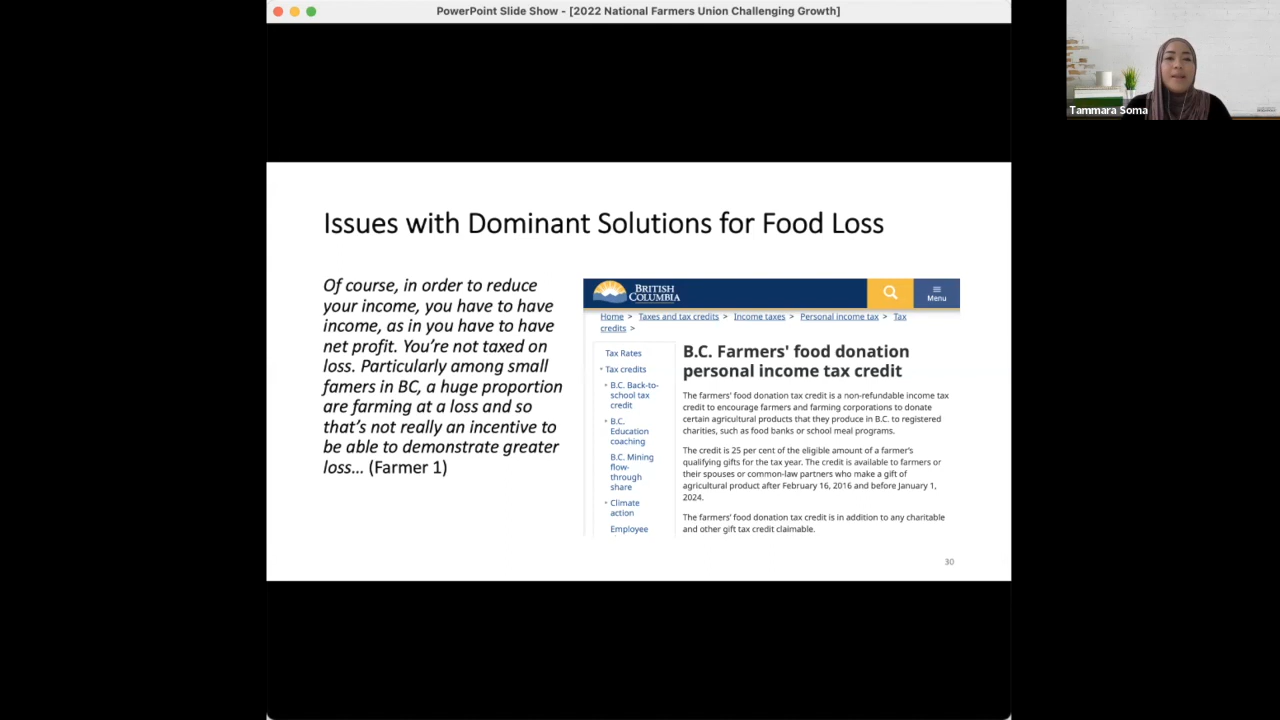 PowerPoint Slide Show - [2022 National Farmers Union Challenging Growth]
Tammara Soma
Issues with Dominant Solutions for Food Loss
Of course, in order to reduce
your income, you have to have
income, as in you have to have
net profit. You’re not taxed on
loss. Particularly among small
famers in BC, a huge proportion
are farming at a loss and so
that’s not really an incentive to
be able to demonstrate greater
loss… (Farmer 1)
BRITISH
COLUMBIA
Menu
Home > Taxes and tax credits > Income taxes > Personal income tax > Tax
credits >
Tax Rates
Tax credits
B.C. Back-to-
school tax
credit
B.C.
Education
coaching
B.C. Mining
flow-
through
share
Climate
action
Employee
B.C. Farmers' food donation
personal income tax credit
The farmers’ food donation tax credit is a non-refundable income tax
credit to encourage farmers and farming corporations to donate
certain agricultural products that they produce in B.C. to registered
charities, such as food banks or school meal programs.
The credit is 25 per cent of the eligible amount of a farmer’s
qualifying gifts for the tax year. The credit is available to farmers or
their spouses or common-law partners who make a gift of
agricultural product after February 16, 2016 and before January 1,
2024.
The farmers’ food donation tax credit is in addition to any charitable
and other gift tax credit claimable.
30